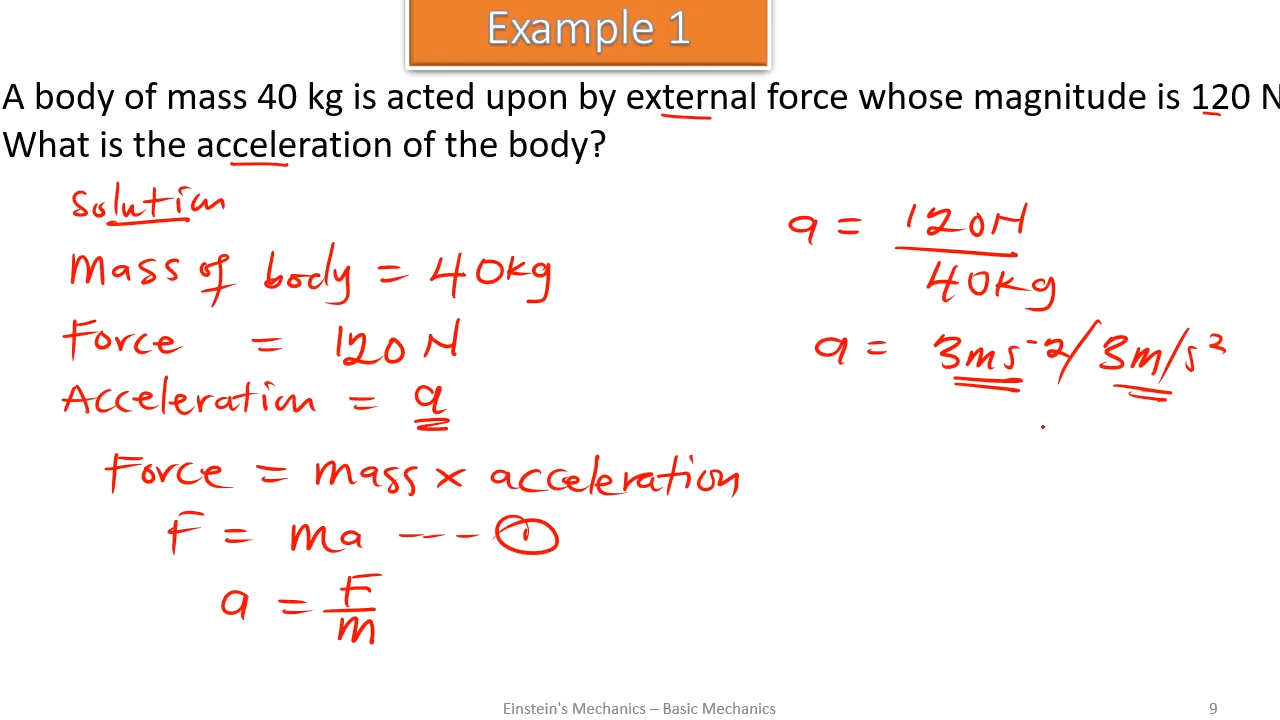 Example 1
A body of mass 40 kg is acted upon by external force whose magnitude is 120 N
What is the acceleration of the body?
Solution
Mass of body = 40kg
Force = 120 N
Acceleration = a
Force = mass × acceleration
F = ma ---- ①
a = F/m
a = 120N/40kg
a = 3ms⁻²/3m/s²
Einstein's Mechanics – Basic Mechanics
9